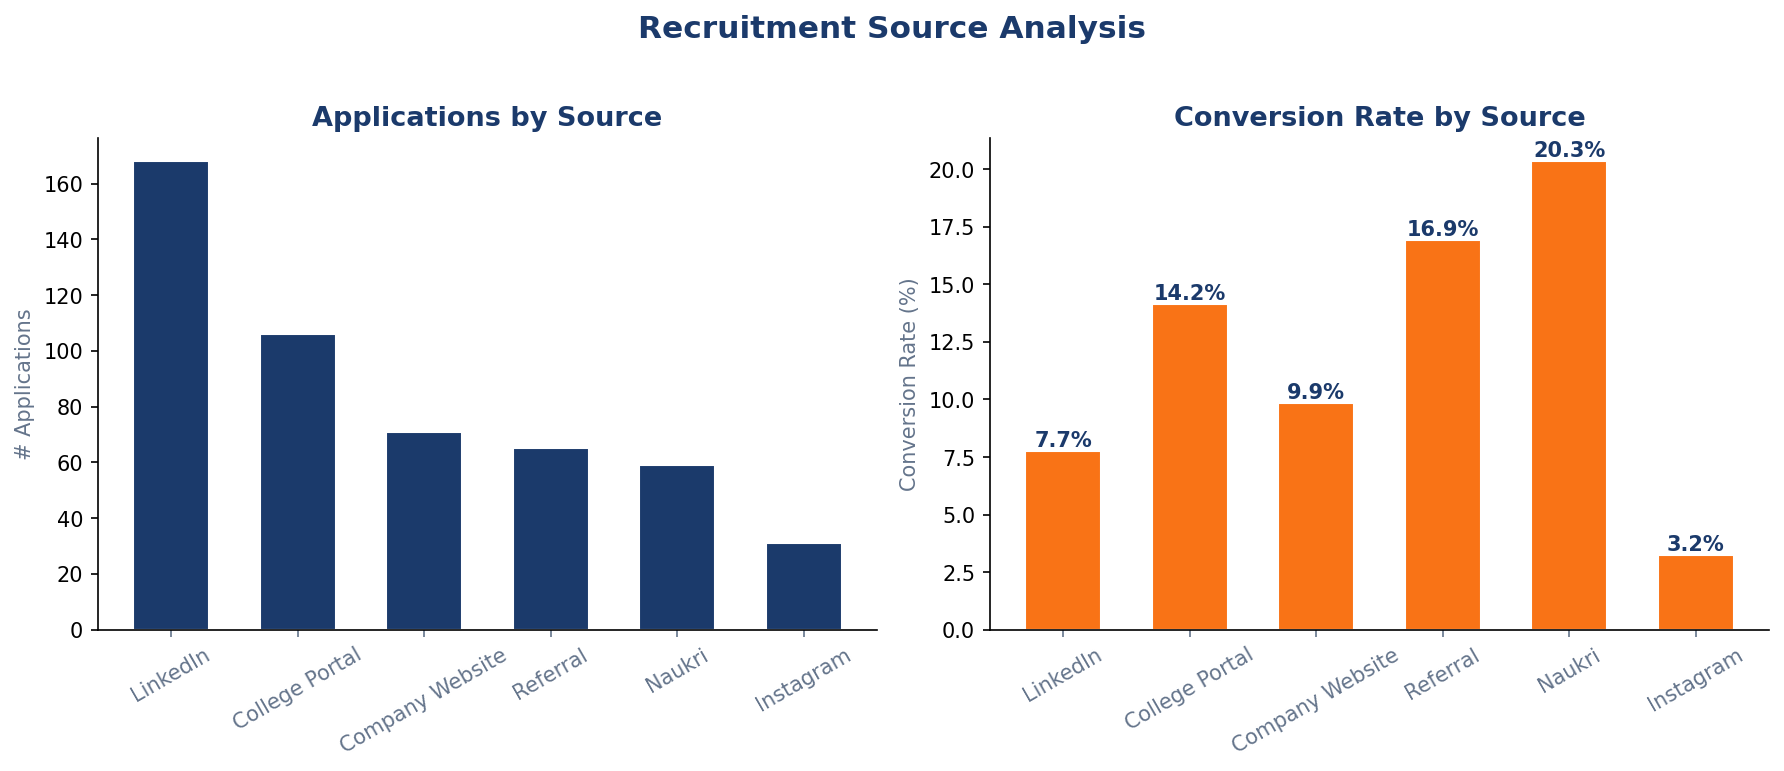 Recruitment Source Analysis
Applications by Source
# Applications
160
140
120
100
80
60
40
20
0
LinkedIn
College Portal
Company Website
Referral
Naukri
Instagram
Conversion Rate by Source
Conversion Rate (%)
20.0
17.5
15.0
12.5
10.0
7.5
5.0
2.5
0.0
7.7%
14.2%
9.9%
16.9%
20.3%
3.2%
LinkedIn
College Portal
Company Website
Referral
Naukri
Instagram